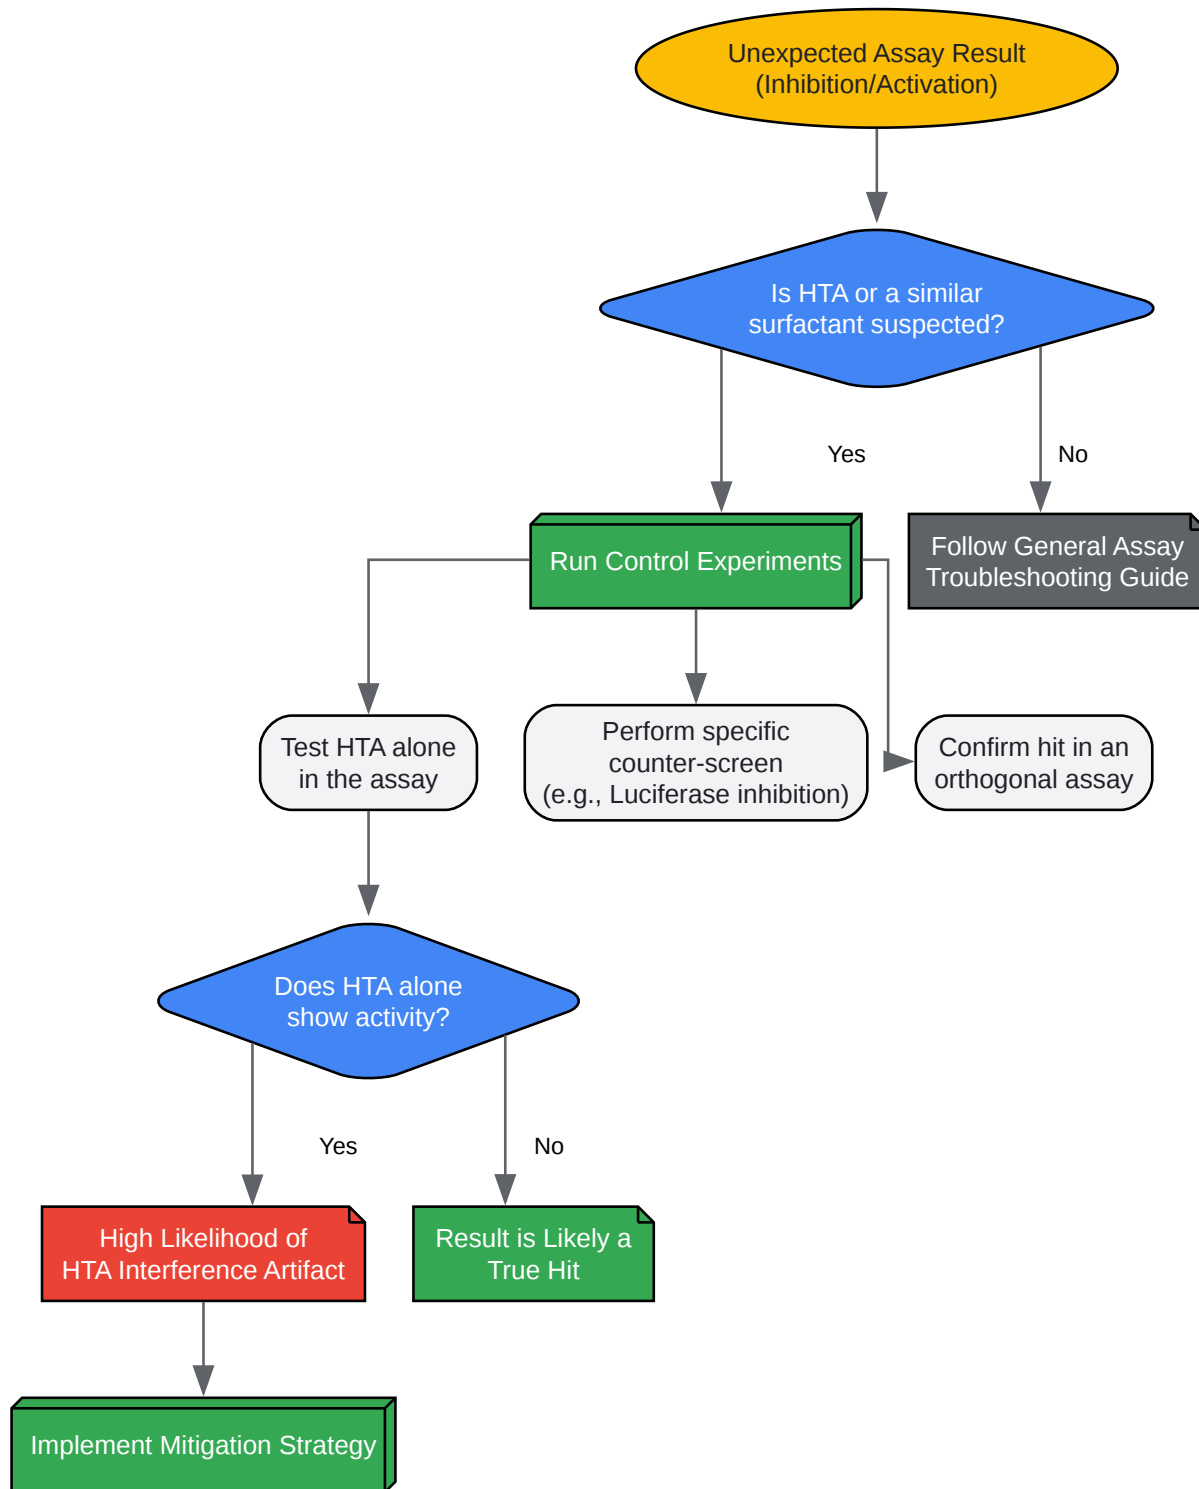 Unexpected Assay Result
(Inhibition/Activation)
Is HTA or a similar
surfactant suspected?
Yes
No
Run Control Experiments
Follow General Assay
Troubleshooting Guide
Test HTA alone
in the assay
Perform specific
counter-screen
(e.g., Luciferase inhibition)
Confirm hit in an
orthogonal assay
Does HTA alone
show activity?
Yes
No
High Likelihood of
HTA Interference Artifact
Result is Likely a
True Hit
Implement Mitigation Strategy